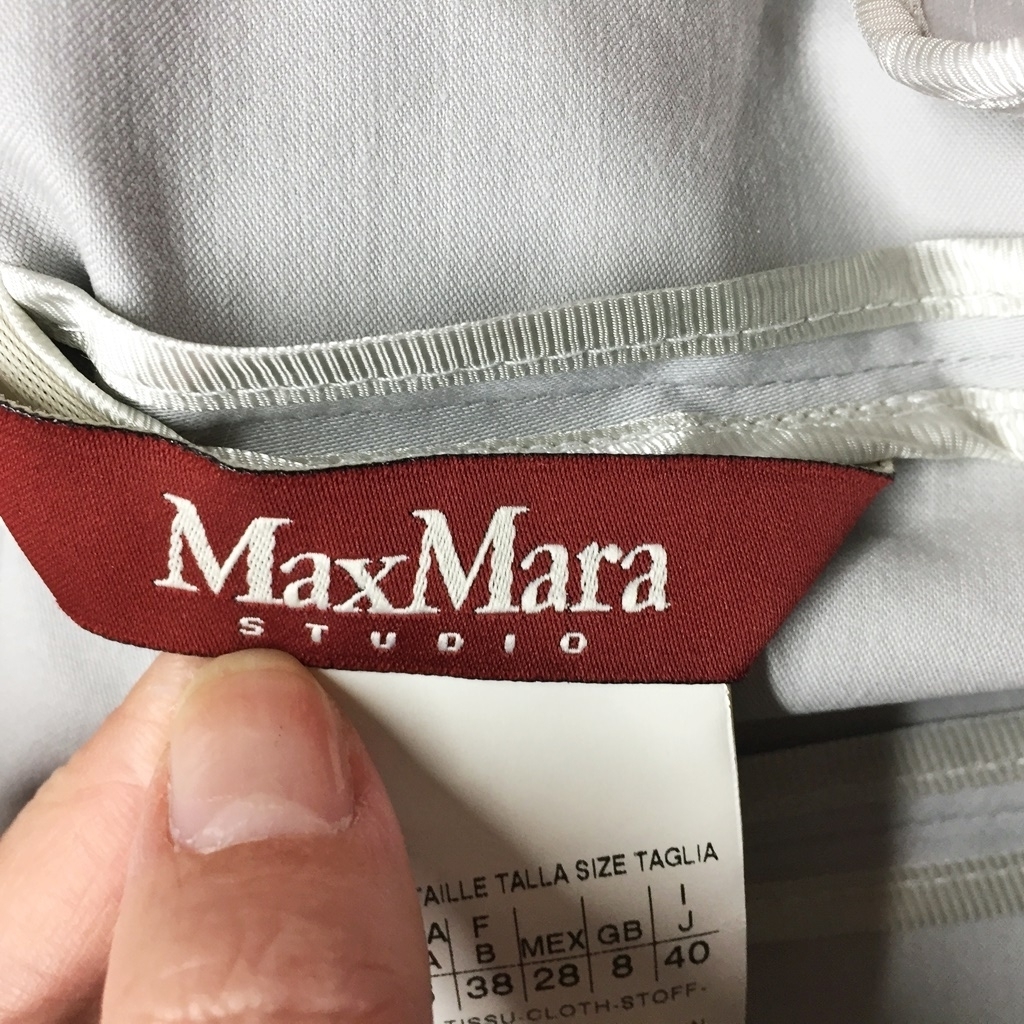 MaxMara
STUDIO
TAILLE TALLA SIZE TAGLIA
A F I
A B MEX GB J
38 28 8 40
TISSU-CLOTH-STOFF-